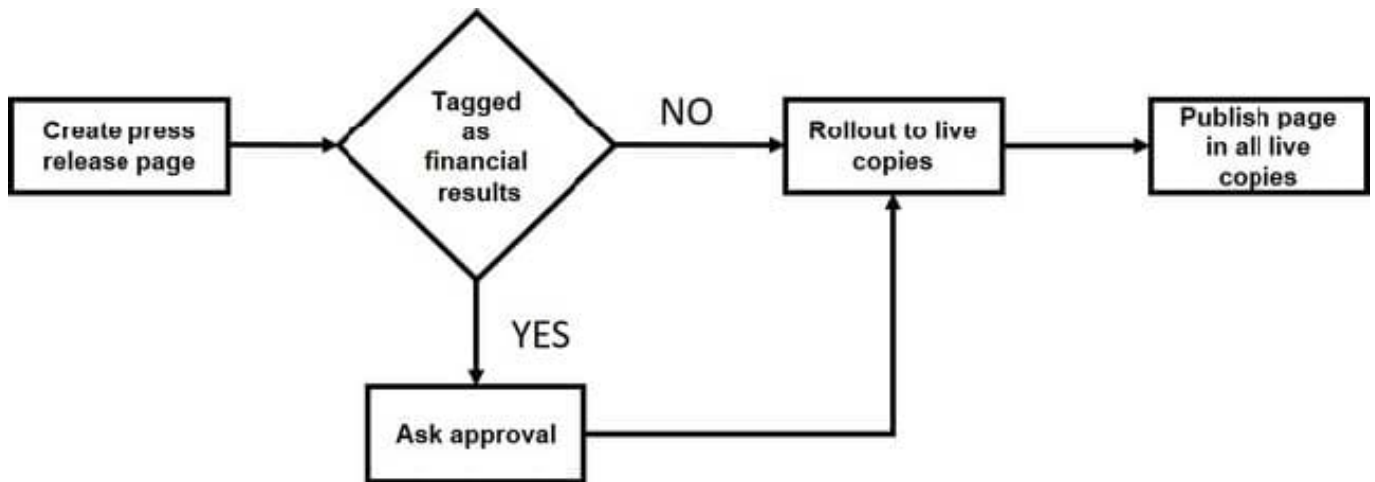 Create press
release page
Tagged
as
financial
results
NO
Rollout to live
copies
Publish page
in all live
copies
YES
Ask approval